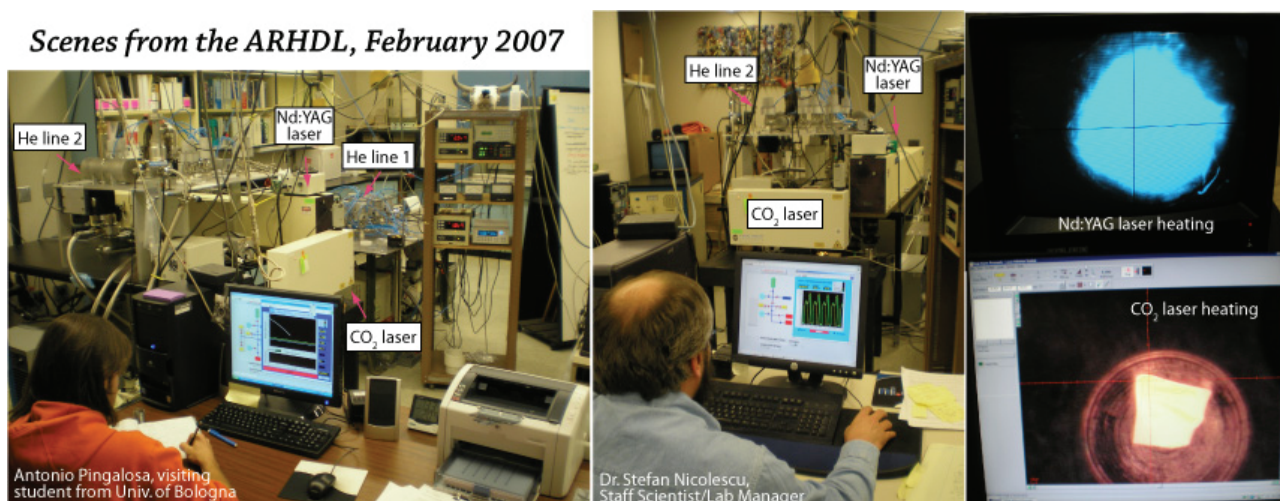 Scenes from the ARHDL, February 2007
He line 2
Nd:YAG
laser
He line 1
CO₂ laser
Antonio Pingalosa, visiting
student from Univ. of Bologna
He line 2
Nd:YAG
laser
CO₂ laser
Dr. Stefan Nicolescu,
Staff Scientist/Lab Manager
Nd:YAG laser heating
CO₂ laser heating